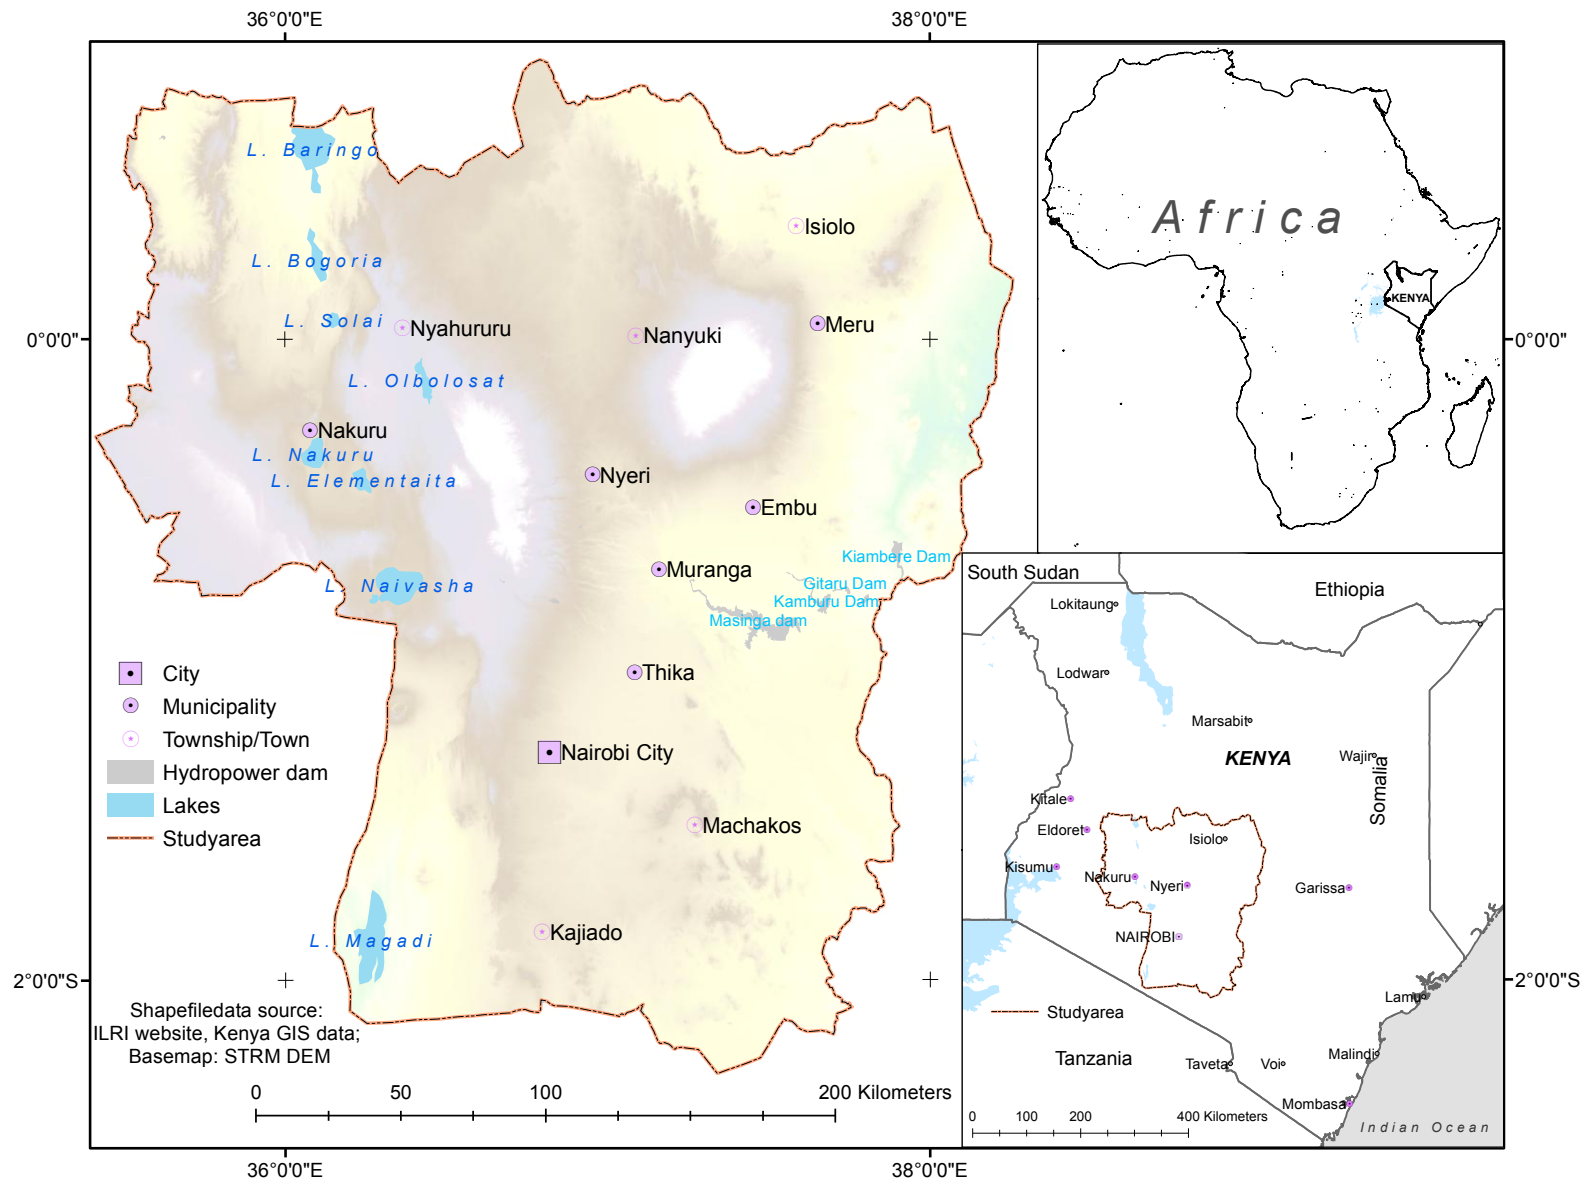 36°0'0"E
38°0'0"E
L. Baringo
Isiolo
L. Bogoria
L. Solai
Nyahururu
Nanyuki
Meru
0°0'0"
0°0'0"
L. Olbolosat
Nakuru
L. Nakuru
L. Elementaita
Nyeri
Embu
Kiambere Dam
Muranga
Gitaru Dam
L. Naivasha
Kamburu Dam
Masinga dam
Thika
Nairobi City
Machakos
Kajiado
L. Magadi
City
Municipality
Township/Town
Hydropower dam
Lakes
Studyarea
2°0'0"S
2°0'0"S
Shapefiledata source:
ILRI website, Kenya GIS data;
Basemap: STRM DEM
0 50 100 200 Kilometers
36°0'0"E
38°0'0"E
Africa
KENYA
South Sudan
Ethiopia
Lokitaung
Lodwar
Marsabit
KENYA
Wajir
Somalia
Kitale
Eldoret
Isiolo
Kisumu
Nakuru
Nyeri
Garissa
NAIROBI
Lamu
Studyarea
Tanzania
Taveta
Voi
Malindi
Mombasa
0 100 200 400 Kilometers
Indian Ocean